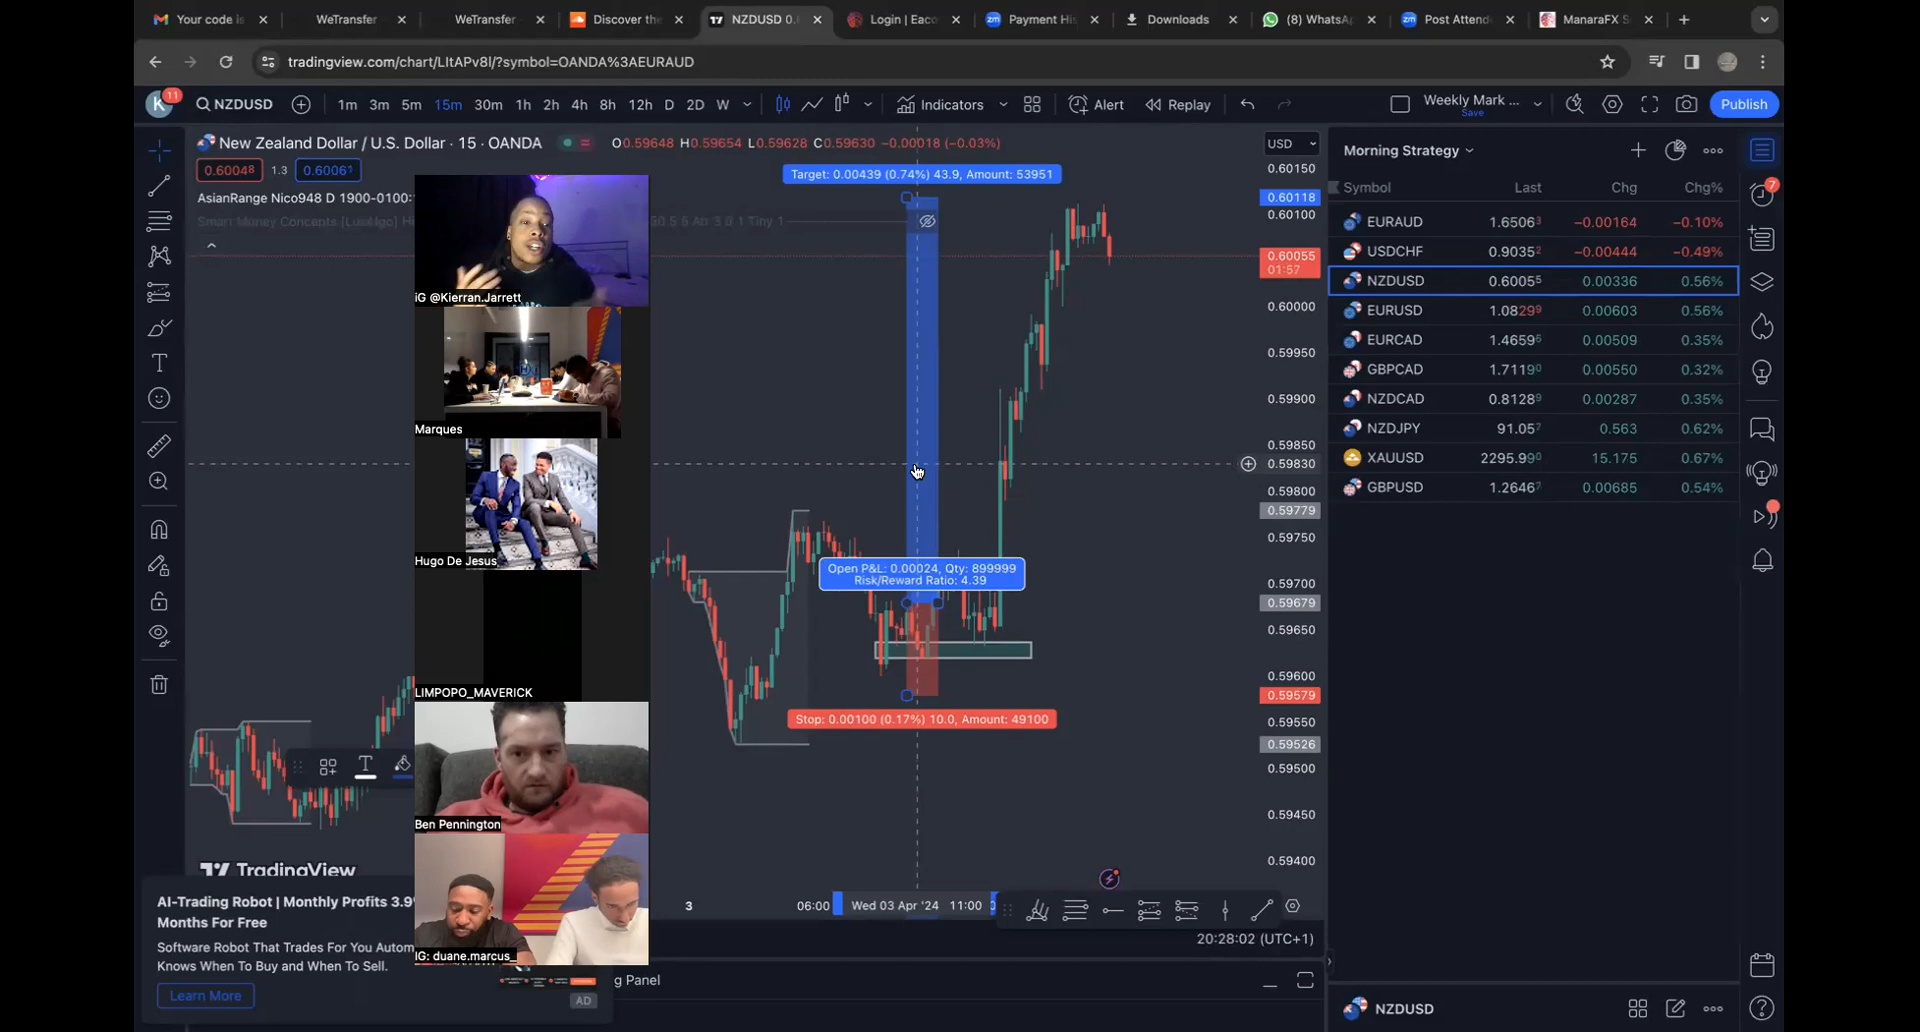 Your code is
WeTransfer
WeTransfer
Discover the
NZDUSD 0.6
Login | Eaco
Payment His
Downloads
(8) WhatsAp
Post Attend
ManaraFX S
tradingview.com/chart/LItAPv8l/?symbol=OANDA%3AEURAUD
K 11
NZDUSD
1m 3m 5m 15m 30m 1h 2h 4h 8h 12h D 2D W
Indicators
Alert
Replay
Weekly Mark ...
Save
Publish
New Zealand Dollar / U.S. Dollar · 15 · OANDA
O0.59648 H0.59654 L0.59628 C0.59630 −0.00018 (−0.03%)
0.60048 1.3 0.60061
AsianRange Nico948 D 1900-0100:
Smart Money Concepts [LuxAlgo] Hi
50 5 6 Atr 3 0 1 Tiny 1
Target: 0.00439 (0.74%) 43.9, Amount: 53951
Open P&L: 0.00024, Qty: 899999
Risk/Reward Ratio: 4.39
Stop: 0.00100 (0.17%) 10.0, Amount: 49100
iG @Kierran.Jarrett
Marques
Hugo De Jesus
LIMPOPO_MAVERICK
Ben Pennington
IG: duane.marcus_
USD
0.60150
0.60118
0.60100
0.60055
01:57
0.60000
0.59950
0.59900
0.59850
0.59830
0.59800
0.59779
0.59750
0.59700
0.59679
0.59650
0.59600
0.59579
0.59550
0.59526
0.59500
0.59450
0.59400
TradingView
AI-Trading Robot | Monthly Profits 3.9
Months For Free
Software Robot That Trades For You Autom
Knows When To Buy and When To Sell.
Learn More
AD
3
06:00
Wed 03 Apr '24 11:00
20:28:02 (UTC+1)
g Panel
Morning Strategy
Symbol Last Chg Chg%
EURAUD 1.65063 −0.00164 −0.10%
USDCHF 0.90352 −0.00444 −0.49%
NZDUSD 0.60055 0.00336 0.56%
EURUSD 1.08299 0.00603 0.56%
EURCAD 1.46596 0.00509 0.35%
GBPCAD 1.71190 0.00550 0.32%
NZDCAD 0.81289 0.00287 0.35%
NZDJPY 91.057 0.563 0.62%
XAUUSD 2295.990 15.175 0.67%
GBPUSD 1.26467 0.00685 0.54%
7
NZDUSD